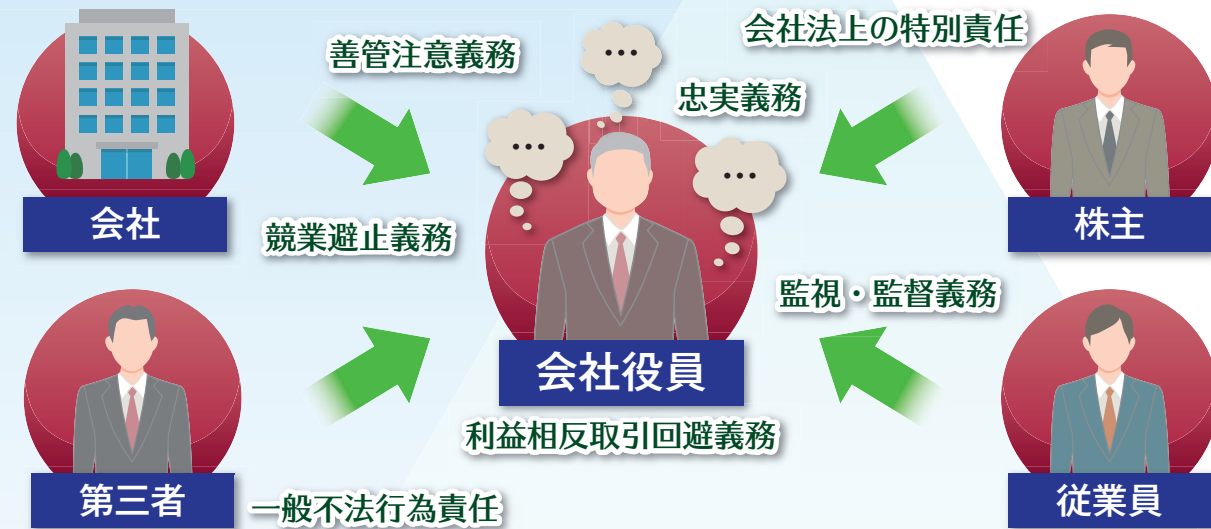 会社法上の特別責任
善管注意義務
忠実義務
会社
株主
競業避止義務
監視・監督義務
会社役員
利益相反取引回避義務
第三者
一般不法行為責任
従業員